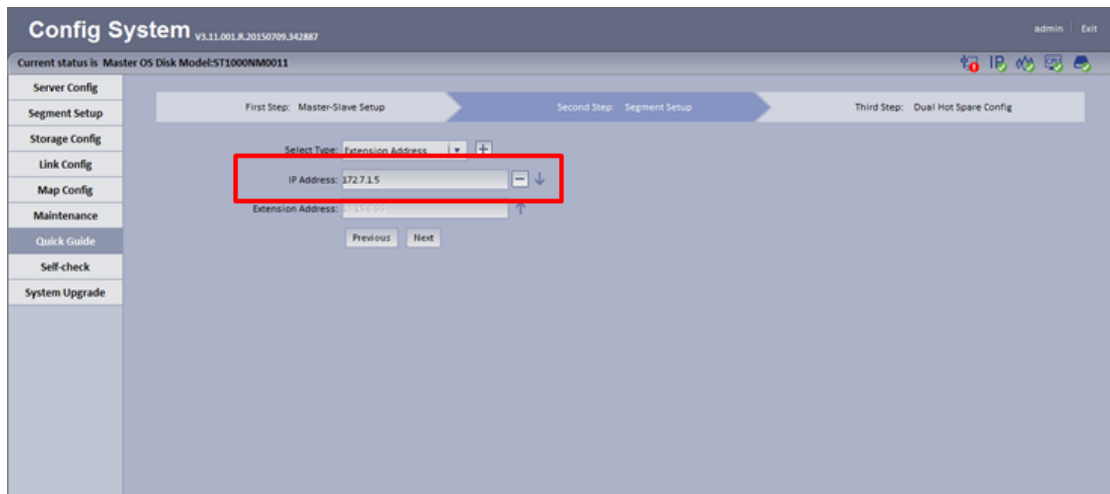 Config System V3.11.001.R.20150709.342887
admin Exit
Current status is Master OS Disk Model:ST1000NM0011
IP CPU
Server Config
Segment Setup
Storage Config
Link Config
Map Config
Maintenance
Quick Guide
Self-check
System Upgrade
First Step: Master-Slave Setup
Second Step: Segment Setup
Third Step: Dual Hot Spare Config
Select Type: Extension Address
IP Address: 172.7.1.5
Extension Address:
Previous Next